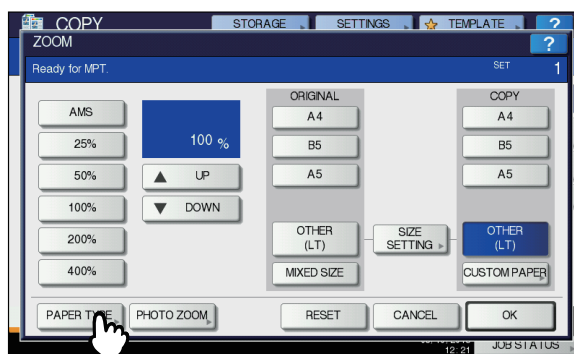 COPY STORAGE SETTINGS TEMPLATE ?
ZOOM ?
Ready for MPT. SET 1
ORIGINAL COPY
AMS A4 A4
25% 100 % B5 B5
50% UP A5 A5
100% DOWN
200% OTHER (LT) SIZE SETTING OTHER (LT)
400% MIXED SIZE CUSTOM PAPER
PAPER PHOTO ZOOM RESET CANCEL OK
12:21 JOB STATUS